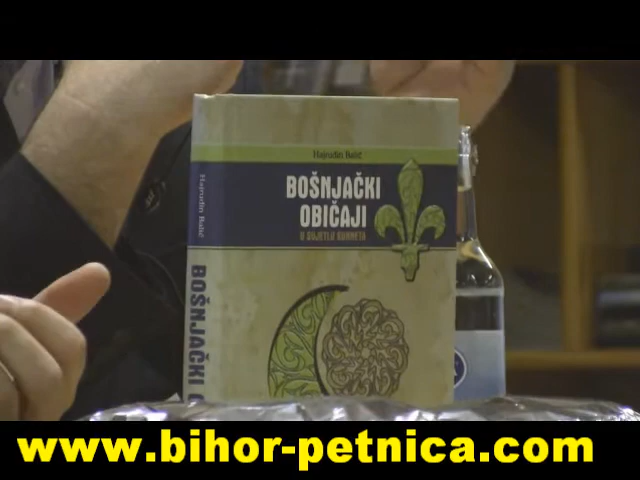 Hajrudin Balić
BOŠNJAČKI
OBIČAJI
U SVJETLU SUNNETA
Hajrudin Balić
BOŠNJAČKI
www.bihor-petnica.com